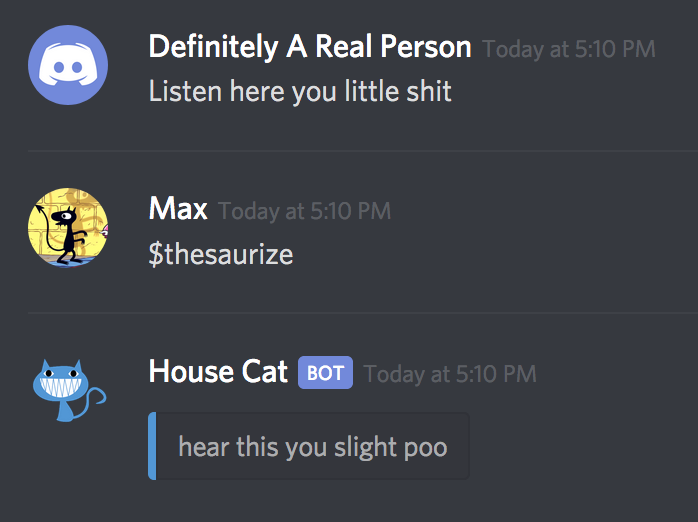 Definitely A Real Person Today at 5:10 PM
Listen here you little shit
Max Today at 5:10 PM
$thesaurize
House Cat BOT Today at 5:10 PM
hear this you slight poo